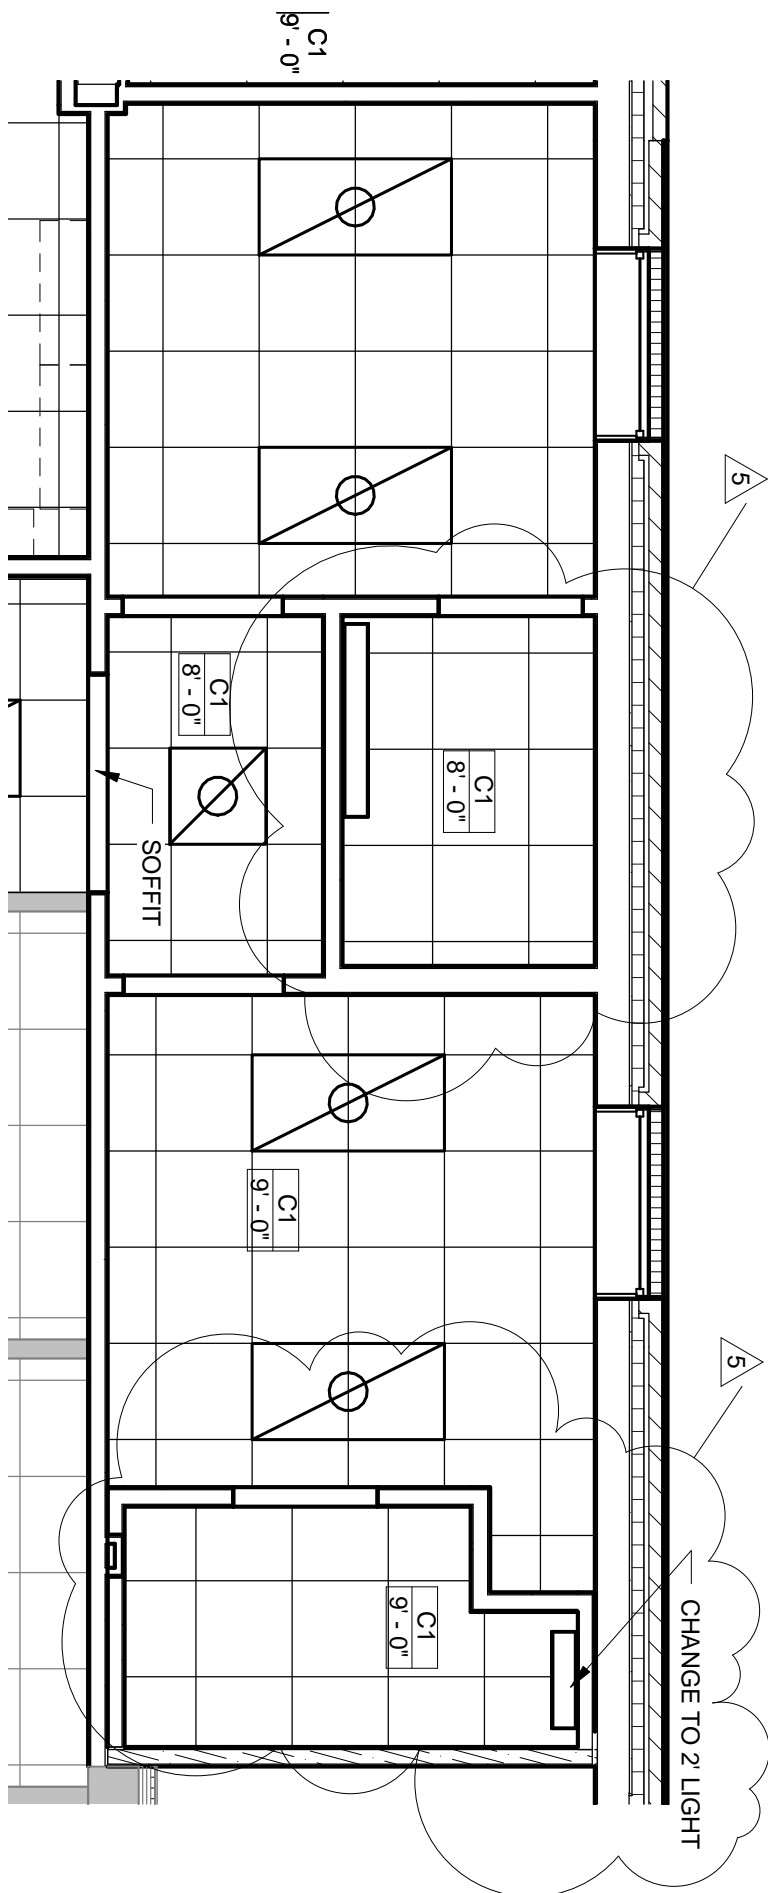 C1
9' - 0"
5
C1
8' - 0"
C1
8' - 0"
SOFFIT
C1
9' - 0"
5
C1
9' - 0"
CHANGE TO 2' LIGHT